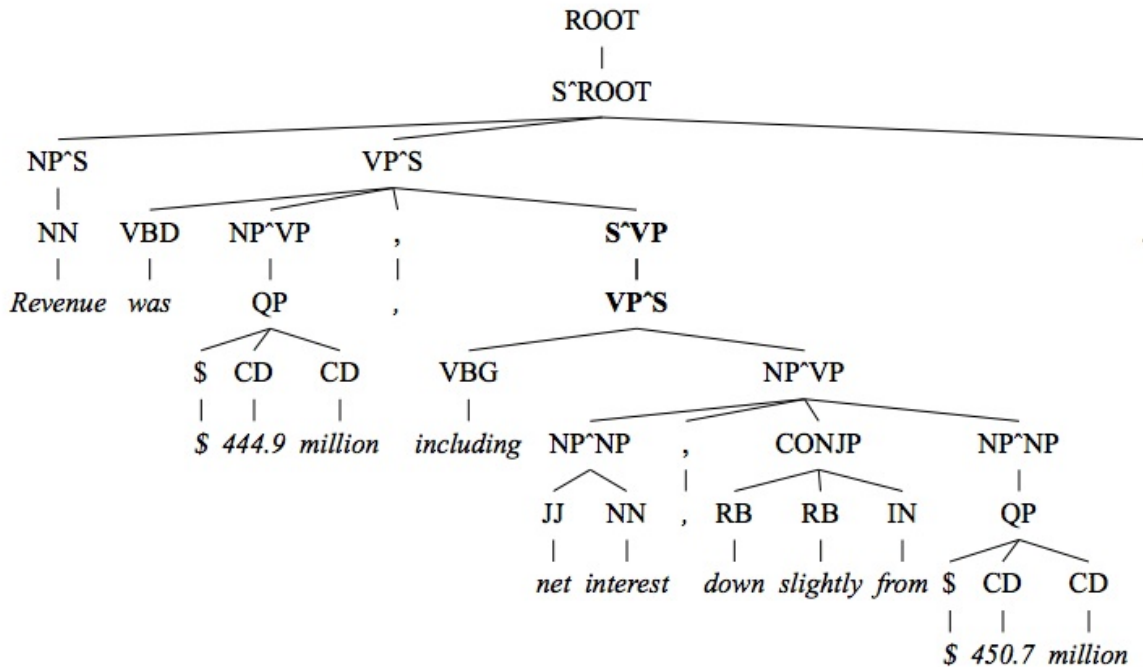 ROOT
S^ROOT
NP^S VP^S
NN VBD NP^VP , S^VP
Revenue was QP , VP^S
$ CD CD VBG NP^VP
$ 444.9 million including NP^NP , CONJP NP^NP
JJ NN , RB RB IN QP
net interest down slightly from $ CD CD
$ 450.7 million